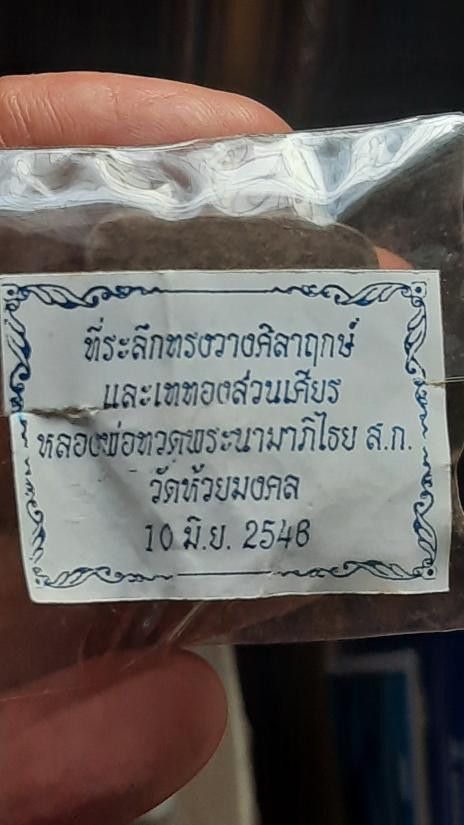 ที่ระลึกทรงวางศิลาฤกษ์
และเททองส่วนเศียร
หลวงพ่อทวดพระนามาภิไธย ส.ก.
วัดห้วยมงคล
10 มิ.ย. 2546